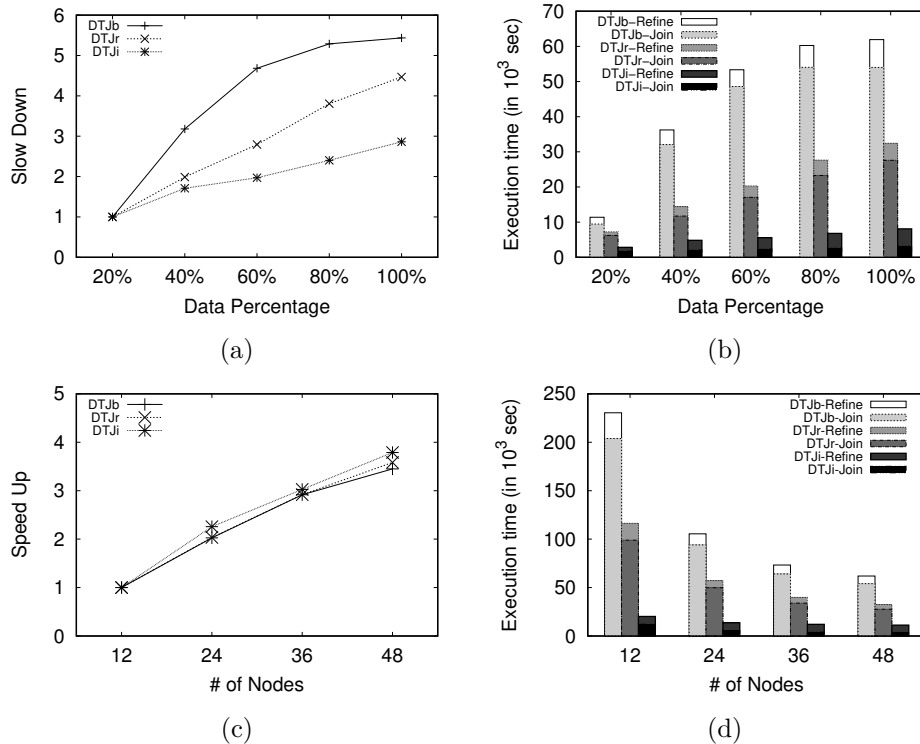 6
5
4
3
2
1
0
20% 40% 60% 80% 100%
Slow Down
Data Percentage
DTJb
DTJr
DTJi
(a)
70
60
50
40
30
20
10
0
20% 40% 60% 80% 100%
Execution time (in 10³ sec)
Data Percentage
DTJb−Refine
DTJb−Join
DTJr−Refine
DTJr−Join
DTJi−Refine
DTJi−Join
(b)
5
4
3
2
1
0
12 24 36 48
Speed Up
# of Nodes
DTJb
DTJr
DTJi
(c)
250
200
150
100
50
0
12 24 36 48
Execution time (in 10³ sec)
# of Nodes
DTJb-Refine
DTJb-Join
DTJr-Refine
DTJr-Join
DTJi-Refine
DTJi-Join
(d)